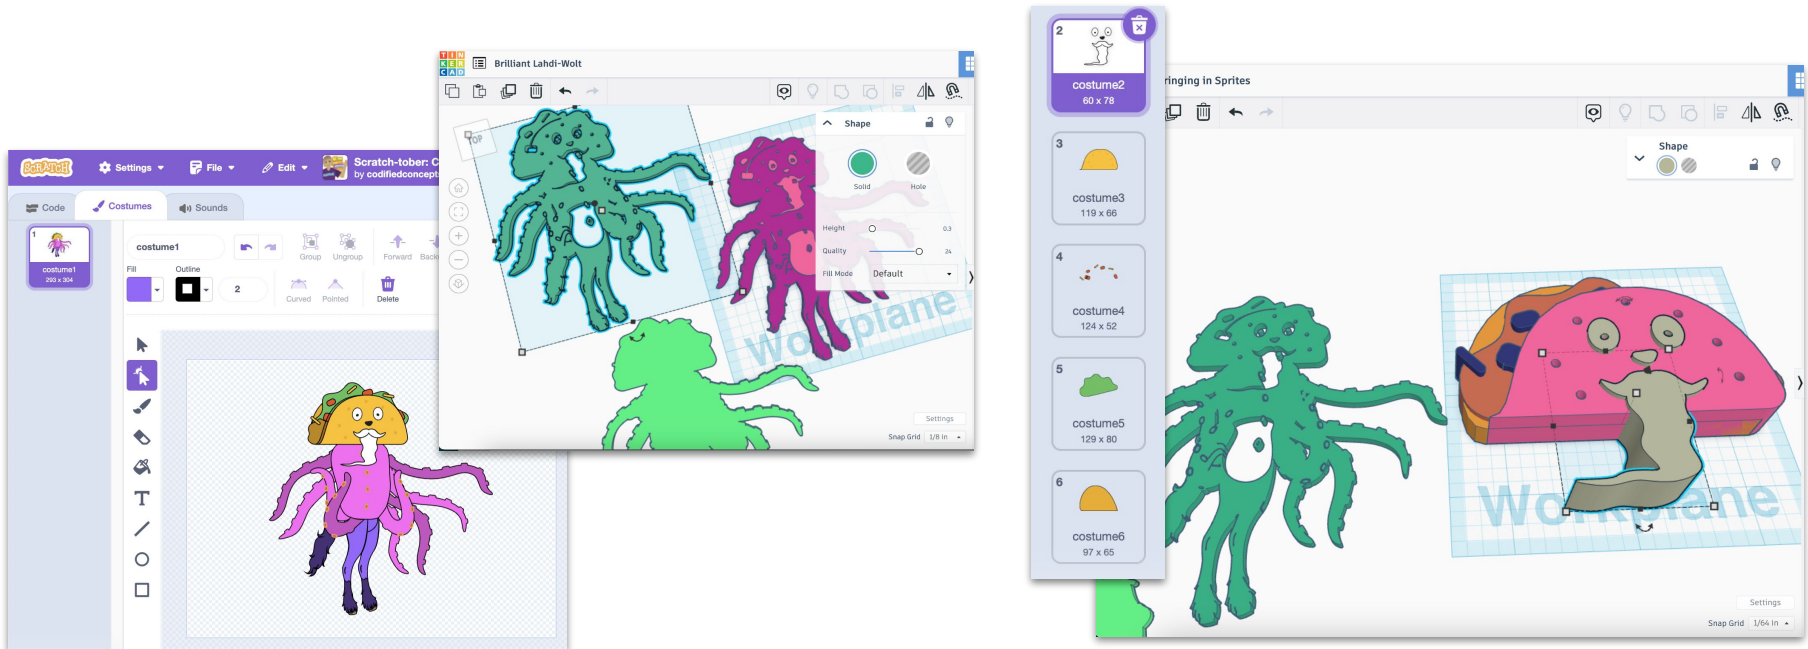 SCRATCH
Settings
File
Edit
Scratch-tober: C
by codifiedconcepts
Code
Costumes
Sounds
1
costume1
293 x 304
costume1
Group
Ungroup
Forward
Fill
Outline
2
Curved
Pointed
Delete
T
TIN
KER
CAD
Brilliant Lahdi-Wolt
TOP
Shape
Solid
Hole
Height
0.3
Quality
24
Fill Mode
Default
Workplane
Settings
Snap Grid
1/8 in
2
costume2
60 x 78
3
costume3
119 x 66
4
costume4
124 x 52
5
costume5
129 x 80
6
costume6
97 x 65
ringing in Sprites
Shape
Workplane
Settings
Snap Grid
1/64 in